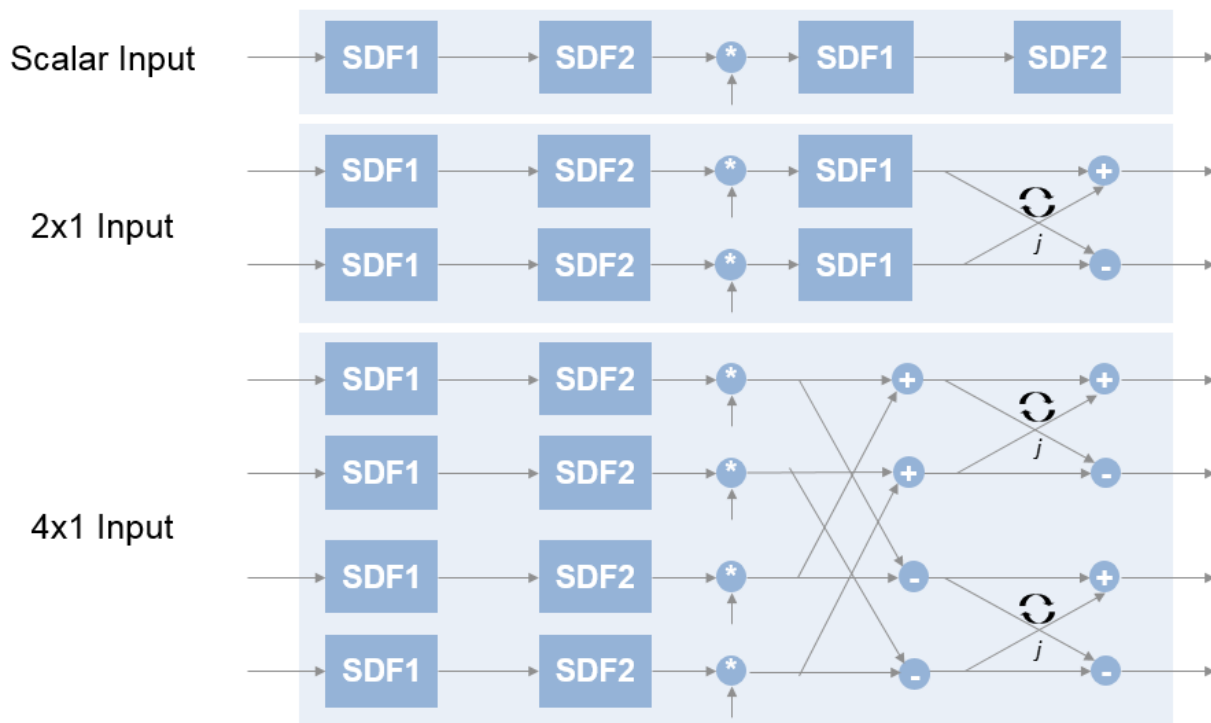 Scalar Input
SDF1 SDF2 * SDF1 SDF2
2x1 Input
SDF1 SDF2 * SDF1 +
j
SDF1 SDF2 * SDF1 -
4x1 Input
SDF1 SDF2 * + +
j
SDF1 SDF2 * + -
SDF1 SDF2 * - +
j
SDF1 SDF2 * - -